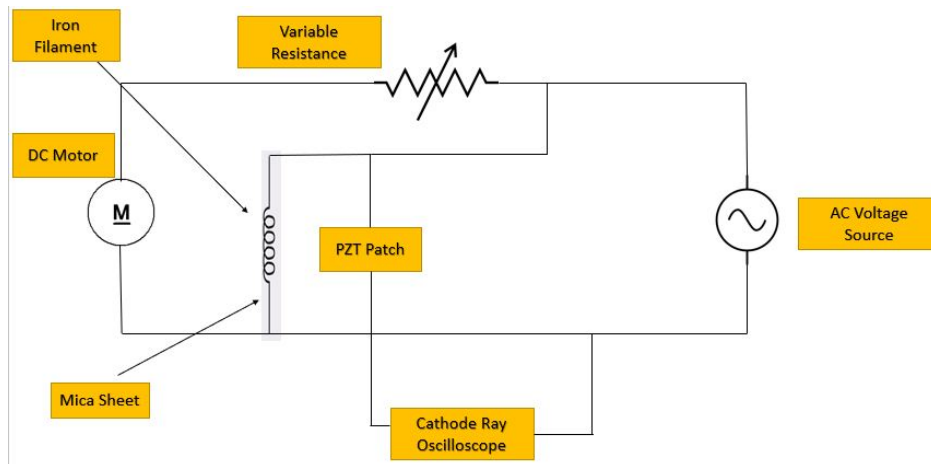 Iron
Filament
Variable
Resistance
DC Motor
M
AC Voltage
Source
PZT Patch
Mica Sheet
Cathode Ray
Oscilloscope